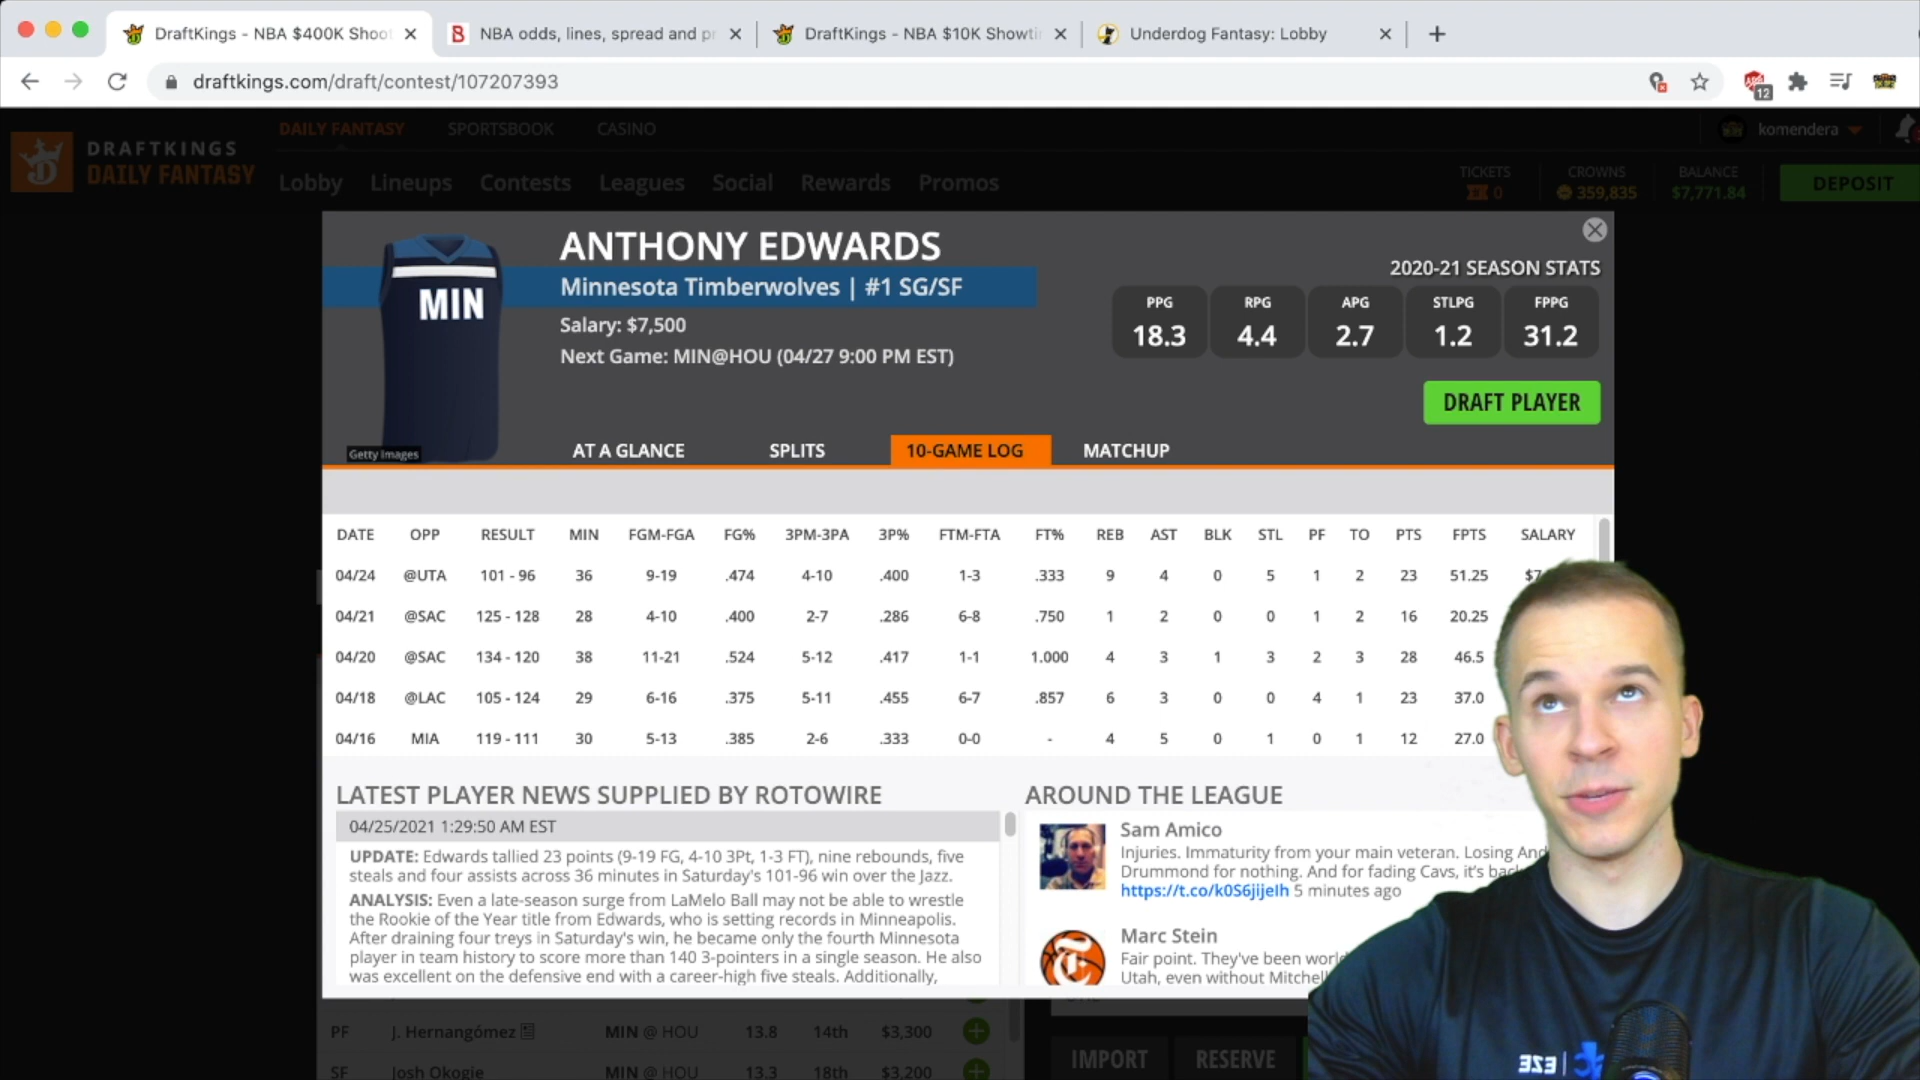 DraftKings - NBA $400K Shoot
NBA odds, lines, spread and pr
DraftKings - NBA $10K Showti
Underdog Fantasy: Lobby
draftkings.com/draft/contest/107207393
12
DAILY FANTASY SPORTSBOOK CASINO
komendera
DRAFTKINGS
DAILY FANTASY
Lobby Lineups Contests Leagues Social Rewards Promos
TICKETS
0
CROWNS
359,835
BALANCE
$7,771.84
DEPOSIT
MIN
Getty Images
ANTHONY EDWARDS
Minnesota Timberwolves | #1 SG/SF
Salary: $7,500
Next Game: MIN@HOU (04/27 9:00 PM EST)
2020-21 SEASON STATS
PPG RPG APG STLPG FPPG
18.3 4.4 2.7 1.2 31.2
DRAFT PLAYER
AT A GLANCE SPLITS 10-GAME LOG MATCHUP
DATE OPP RESULT MIN FGM-FGA FG% 3PM-3PA 3P% FTM-FTA FT% REB AST BLK STL PF TO PTS FPTS SALARY
04/24 @UTA 101 - 96 36 9-19 .474 4-10 .400 1-3 .333 9 4 0 5 1 2 23 51.25 $7
04/21 @SAC 125 - 128 28 4-10 .400 2-7 .286 6-8 .750 1 2 0 0 1 2 16 20.25
04/20 @SAC 134 - 120 38 11-21 .524 5-12 .417 1-1 1.000 4 3 1 3 2 3 28 46.5
04/18 @LAC 105 - 124 29 6-16 .375 5-11 .455 6-7 .857 6 3 0 0 4 1 23 37.0
04/16 MIA 119 - 111 30 5-13 .385 2-6 .333 0-0 - 4 5 0 1 0 1 12 27.0
LATEST PLAYER NEWS SUPPLIED BY ROTOWIRE
04/25/2021 1:29:50 AM EST
UPDATE: Edwards tallied 23 points (9-19 FG, 4-10 3Pt, 1-3 FT), nine rebounds, five
steals and four assists across 36 minutes in Saturday's 101-96 win over the Jazz.
ANALYSIS: Even a late-season surge from LaMelo Ball may not be able to wrestle
the Rookie of the Year title from Edwards, who is setting records in Minneapolis.
After draining four treys in Saturday's win, he became only the fourth Minnesota
player in team history to score more than 140 3-pointers in a single season. He also
was excellent on the defensive end with a career-high five steals. Additionally,
AROUND THE LEAGUE
Sam Amico
Injuries. Immaturity from your main veteran. Losing And
Drummond for nothing. And for fading Cavs, it's bac
https://t.co/k0S6jijeIh 5 minutes ago
Marc Stein
Fair point. They've been worl
Utah, even without Mitchell
PF J. Hernangómez MIN @ HOU 13.8 14th $3,300
SF Josh Okogie MIN @ HOU 13.3 18th $3,200
IMPORT RESERVE